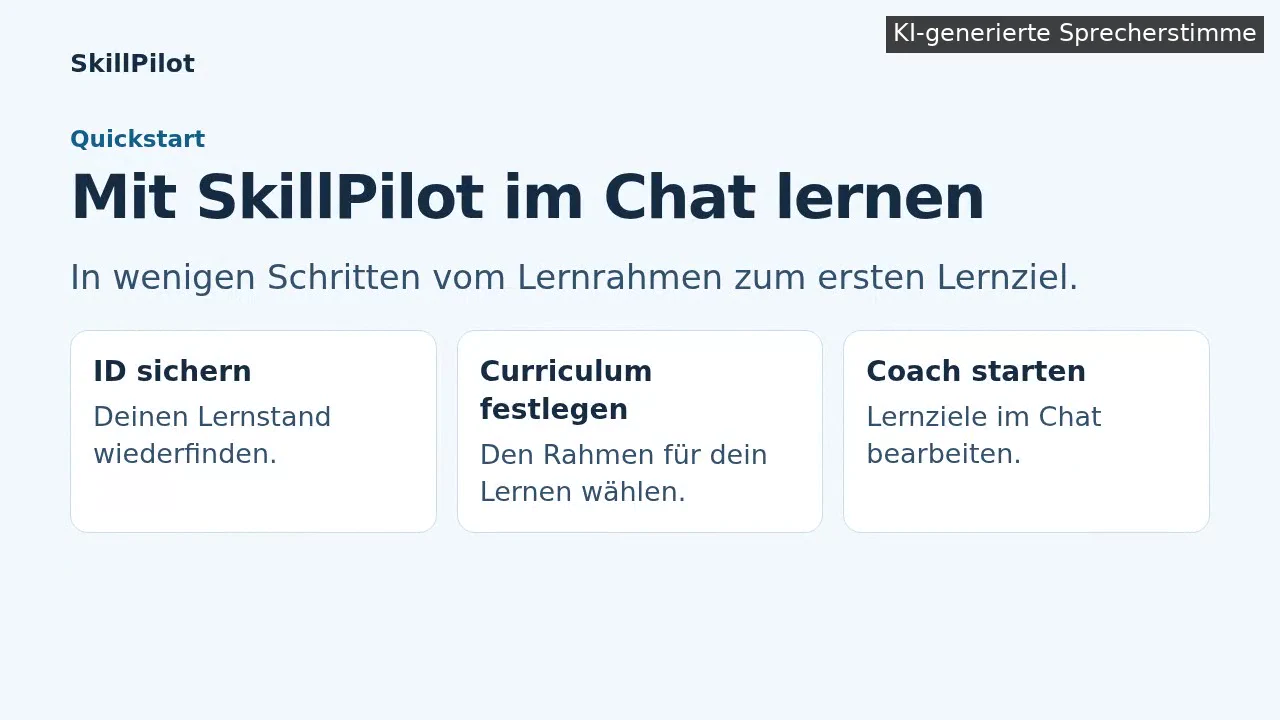 KI-generierte Sprecherstimme
SkillPilot
Quickstart
Mit SkillPilot im Chat lernen
In wenigen Schritten vom Lernrahmen zum ersten Lernziel.
ID sichern
Deinen Lernstand
wiederfinden.
Curriculum
festlegen
Den Rahmen für dein
Lernen wählen.
Coach starten
Lernziele im Chat
bearbeiten.